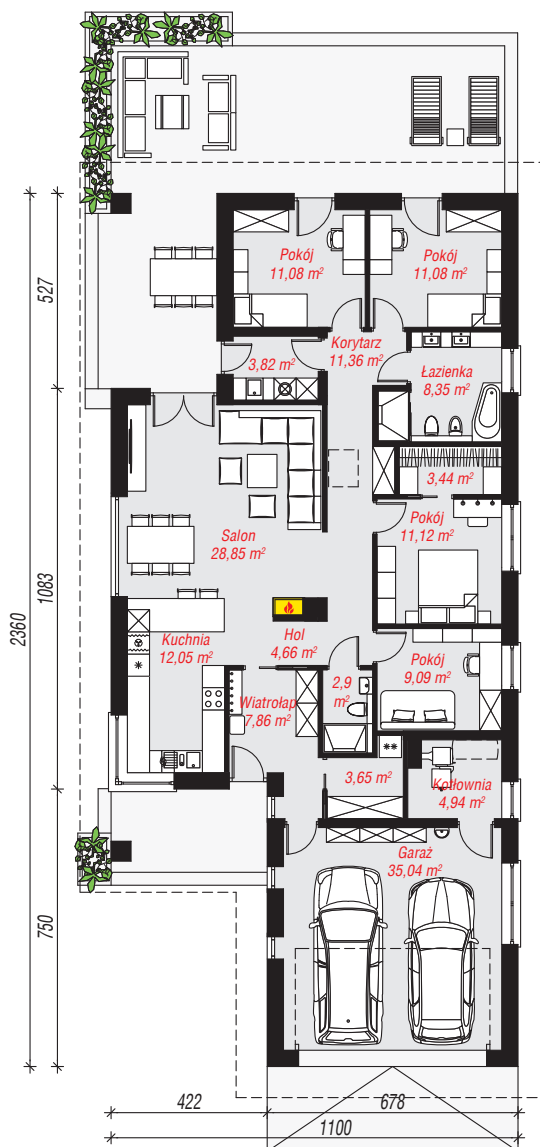 Pokój
11,08 m²
Pokój
11,08 m²
527
Korytarz
11,36 m²
3,82 m²
Łazienka
8,35 m²
3,44 m²
Pokój
11,12 m²
Salon
28,85 m²
1083
2360
Hol
4,66 m²
Kuchnia
12,05 m²
Pokój
9,09 m²
2,9
m²
Wiatrołap
7,86 m²
3,65 m²
Kotłownia
4,94 m²
Garaż
35,04 m²
750
422
678
1100